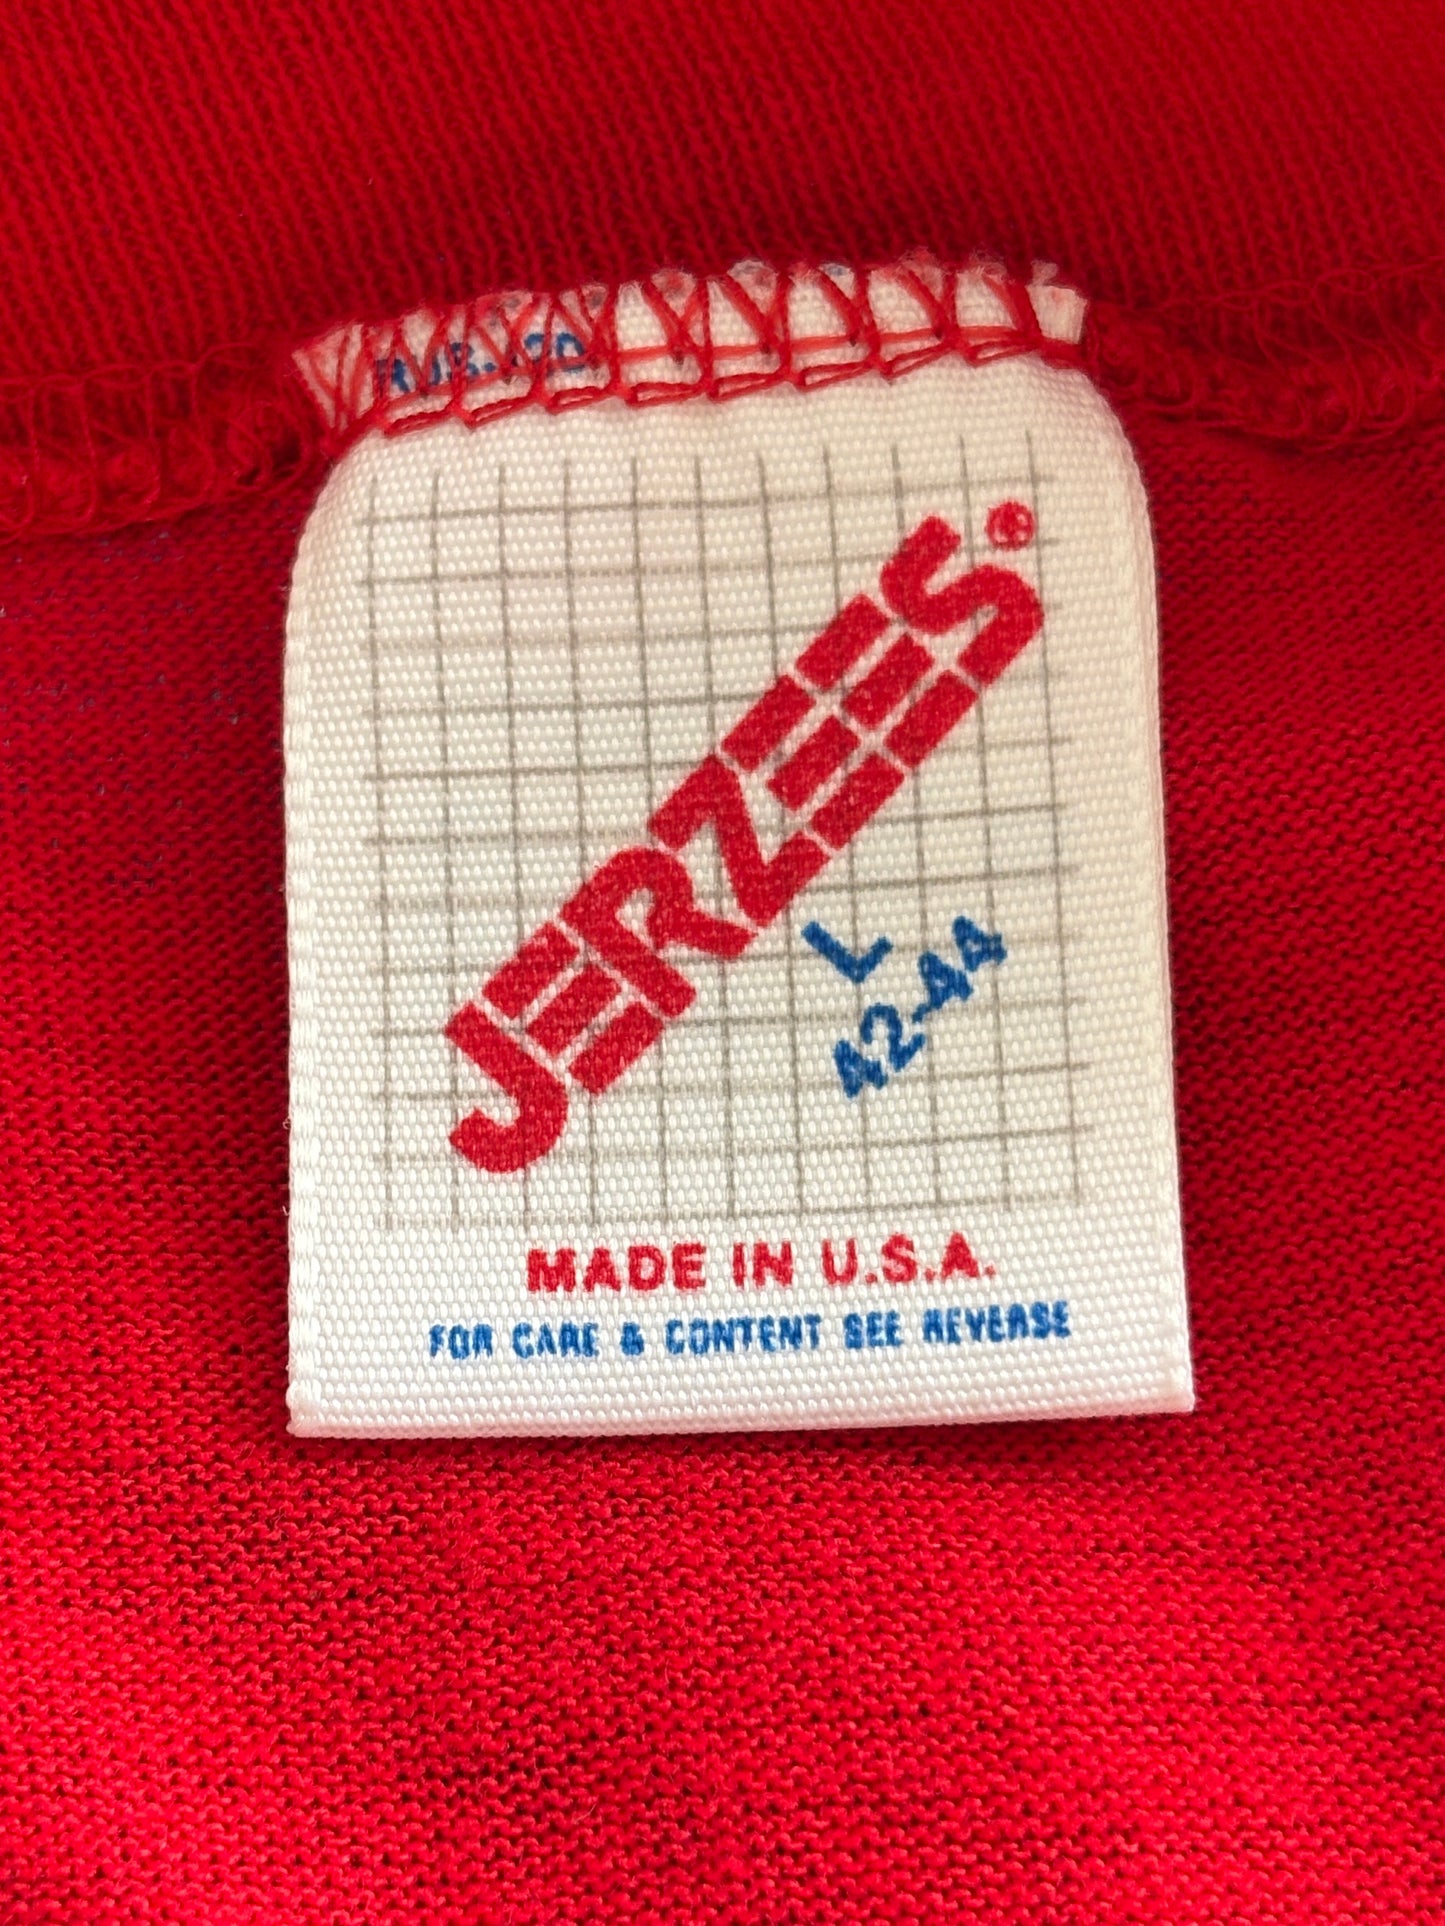 JERZEES®
L
42-44
MADE IN U.S.A.
FOR CARE & CONTENT SEE REVERSE